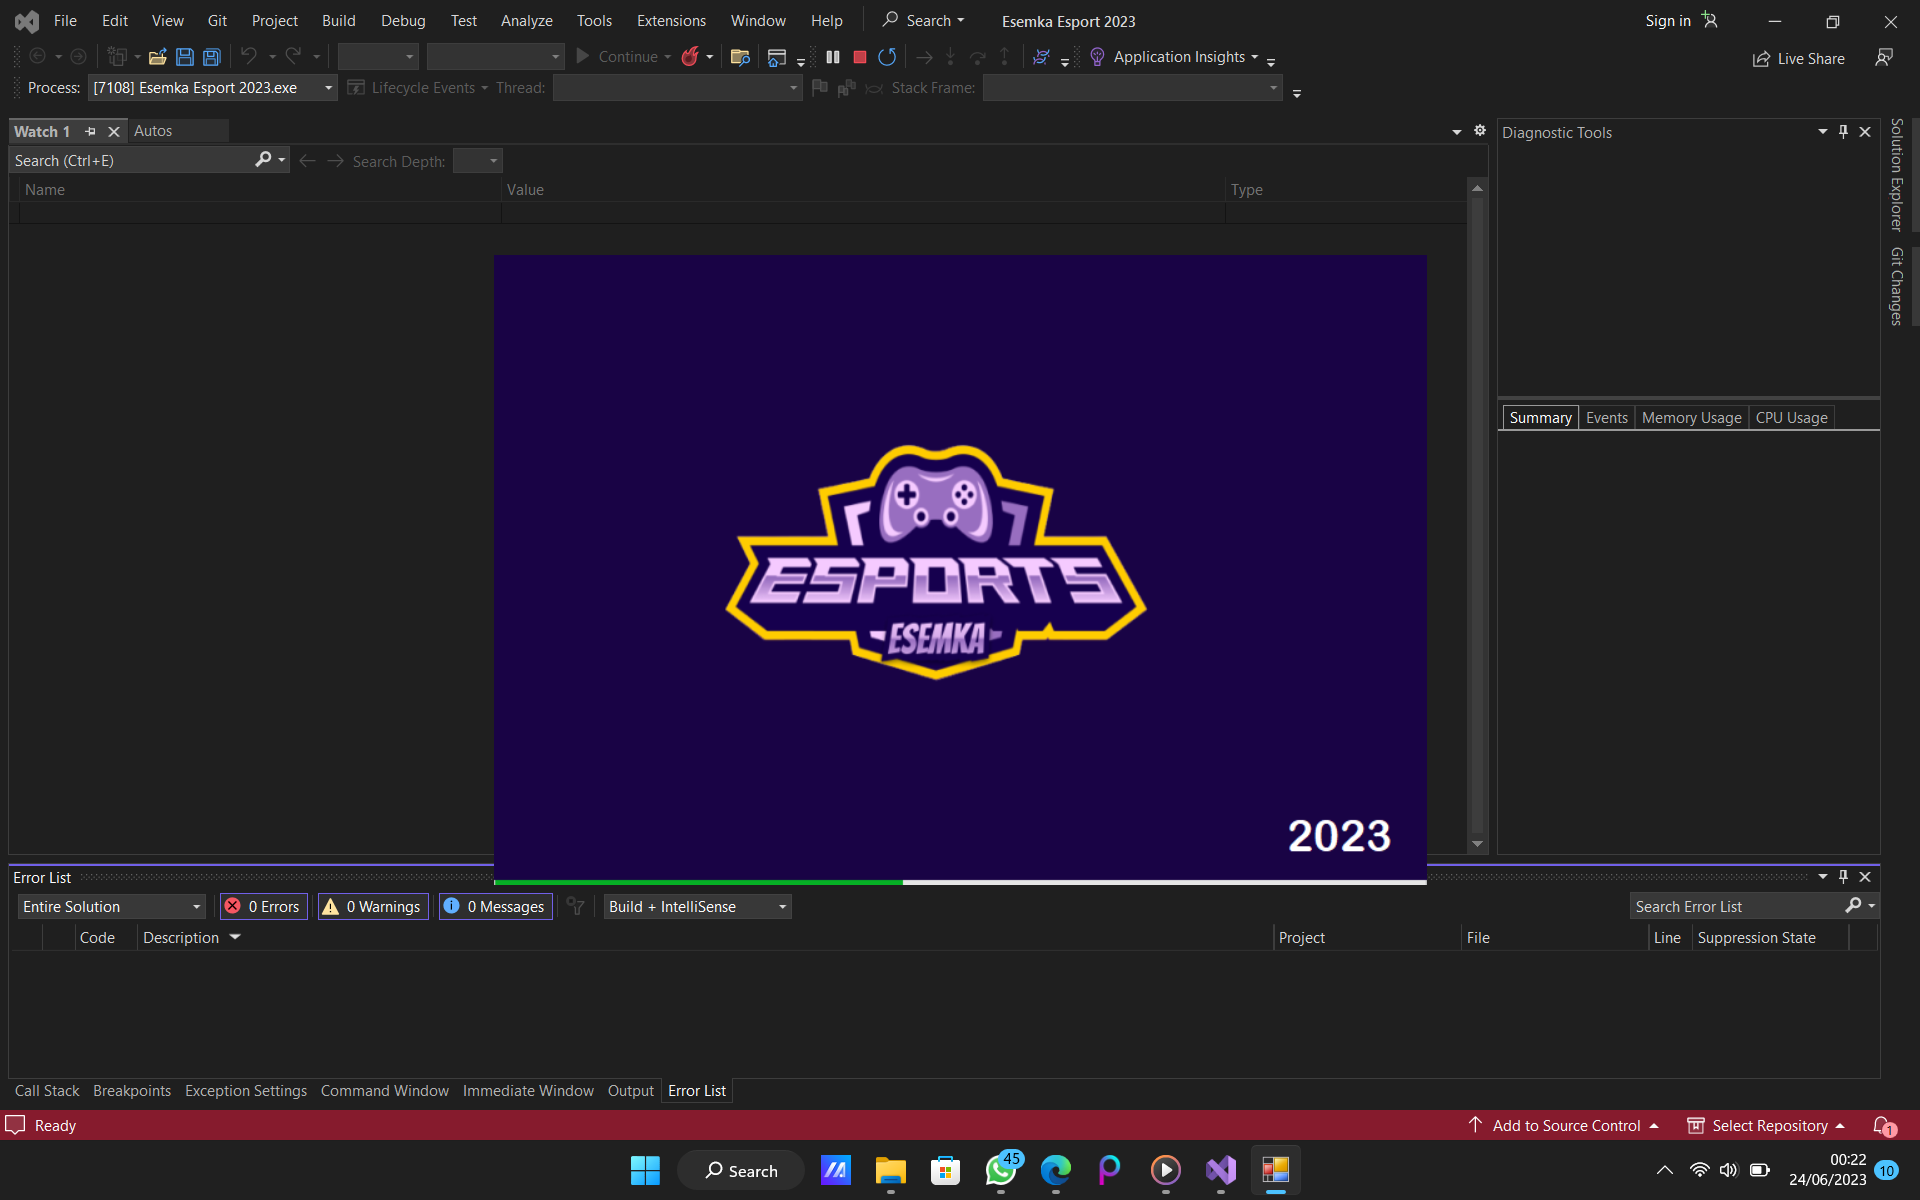 File Edit View Git Project Build Debug Test Analyze Tools Extensions Window Help Search Esemka Esport 2023 Sign in
Continue Application Insights Live Share
Process: [7108] Esemka Esport 2023.exe Lifecycle Events Thread: Stack Frame:
Watch 1 Autos
Diagnostic Tools
Search (Ctrl+E) Search Depth:
Name Value Type
Solution Explorer
Git Changes
Summary Events Memory Usage CPU Usage
ESPORTS
ESEMKA
2023
Error List
Entire Solution 0 Errors 0 Warnings 0 Messages Build + IntelliSense Search Error List
Code Description Project File Line Suppression State
Call Stack Breakpoints Exception Settings Command Window Immediate Window Output Error List
Ready Add to Source Control Select Repository 1
Search 45 00:22 10
24/06/2023